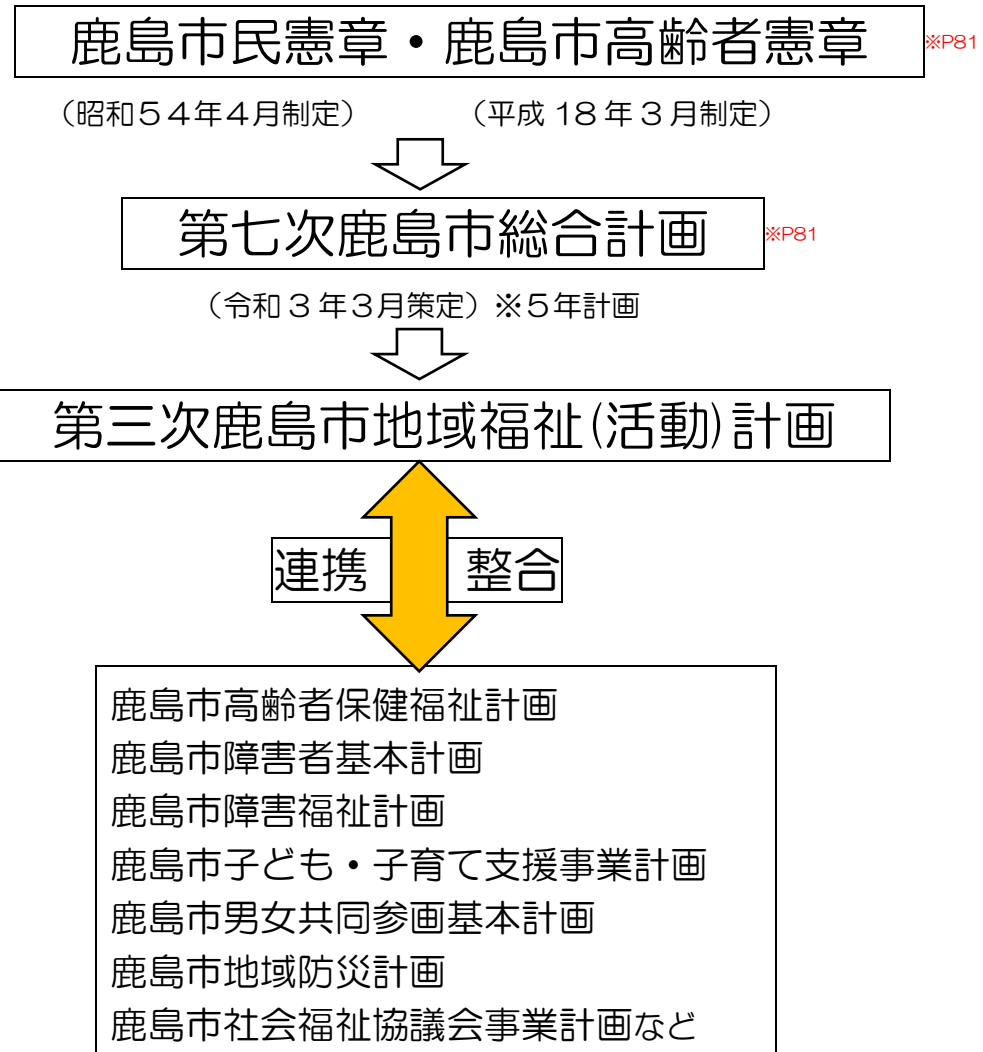 鹿島市民憲章・鹿島市高齢者憲章 ※P81
（昭和５４年４月制定） （平成 18 年 3 月制定）
第七次鹿島市総合計画 ※P81
（令和 3 年３月策定）※５年計画
第三次鹿島市地域福祉(活動)計画
連携 整合
鹿島市高齢者保健福祉計画
鹿島市障害者基本計画
鹿島市障害福祉計画
鹿島市子ども・子育て支援事業計画
鹿島市男女共同参画基本計画
鹿島市地域防災計画
鹿島市社会福祉協議会事業計画など